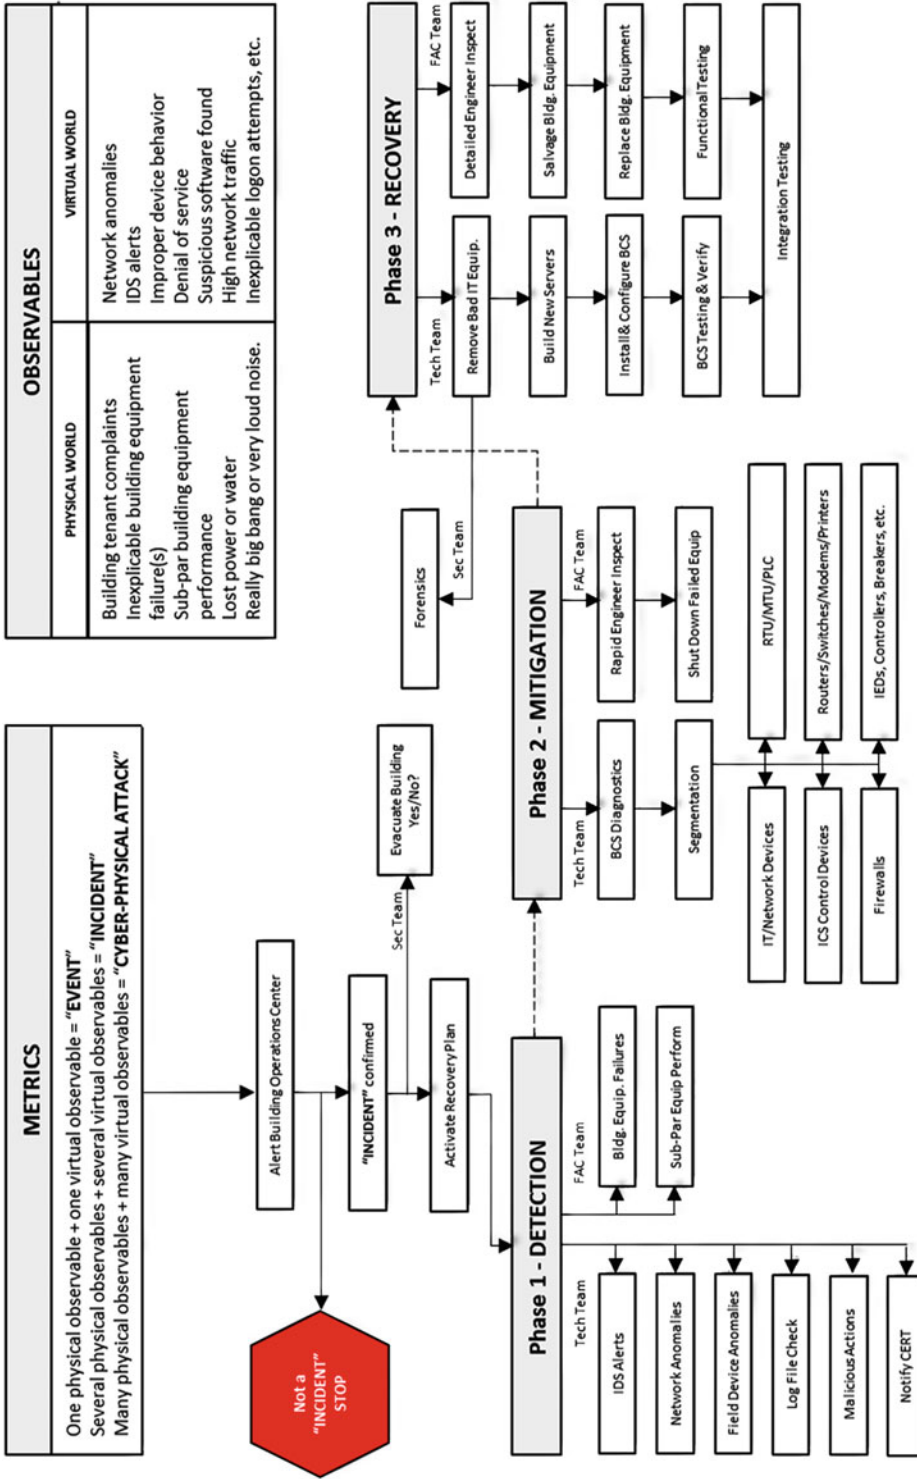 METRICS
One physical observable + one virtual observable = "EVENT"
Several physical observables + several virtual observables = "INCIDENT"
Many physical observables + many virtual observables = "CYBER-PHYSICAL ATTACK"
OBSERVABLES
PHYSICAL WORLD
Building tenant complaints
Inexplicable building equipment
failure(s)
Sub-par building equipment
performance
Lost power or water
Really big bang or very loud noise.
VIRTUAL WORLD
Network anomalies
IDS alerts
Improper device behavior
Denial of service
Suspicious software found
High network traffic
Inexplicable logon attempts, etc.
Alert Building Operations Center
Not a
"INCIDENT"
STOP
"INCIDENT" confirmed
Sec Team
Evacuate Building
Yes/No?
Activate Recovery Plan
Phase 1 - DETECTION
Tech Team
IDS Alerts
Network Anomalies
Field Device Anomalies
Log File Check
Malicious Actions
Notify CERT
FAC Team
Bldg. Equip. Failures
Sub-Par Equip Perform
Phase 2 - MITIGATION
Tech Team
BCS Diagnostics
Segmentation
FAC Team
Rapid Engineer Inspect
Shut Down Failed Equip
IT/Network Devices
RTU/MTU/PLC
ICS Control Devices
Routers/Switches/Modems/Printers
Firewalls
IEDs, Controllers, Breakers, etc.
Forensics
Sec Team
Phase 3 - RECOVERY
Tech Team
Remove Bad IT Equip.
Build New Servers
Install & Configure BCS
BCS Testing & Verify
FAC Team
Detailed Engineer Inspect
Salvage Bldg. Equipment
Replace Bldg. Equipment
Functional Testing
Integration Testing